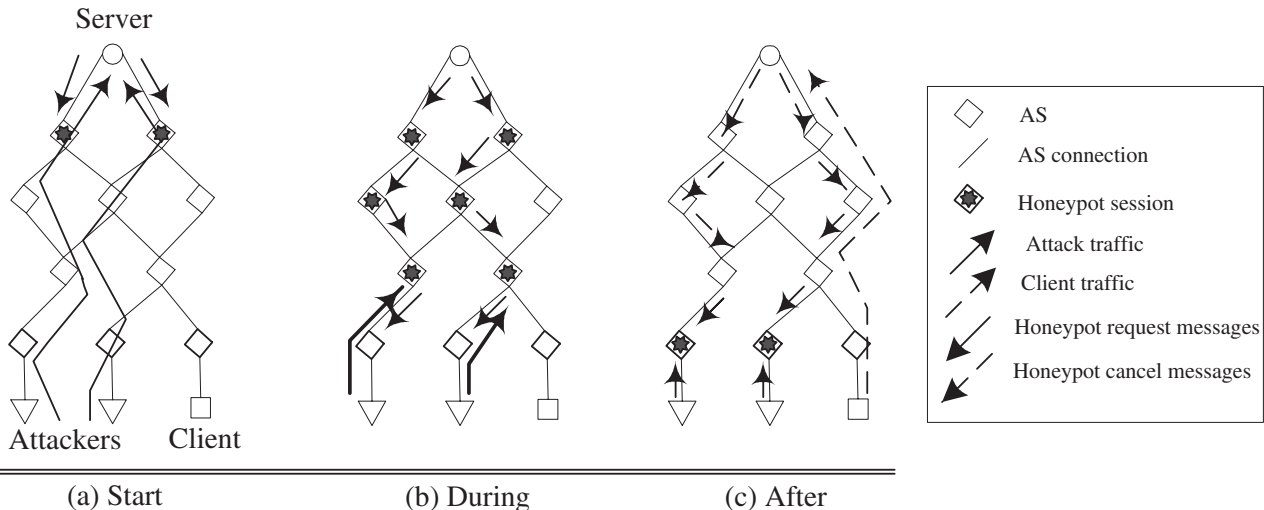 Server
AS
AS connection
Honeypot session
Attack traffic
Client traffic
Honeypot request messages
Honeypot cancel messages
Attackers
Client
(a) Start
(b) During
(c) After